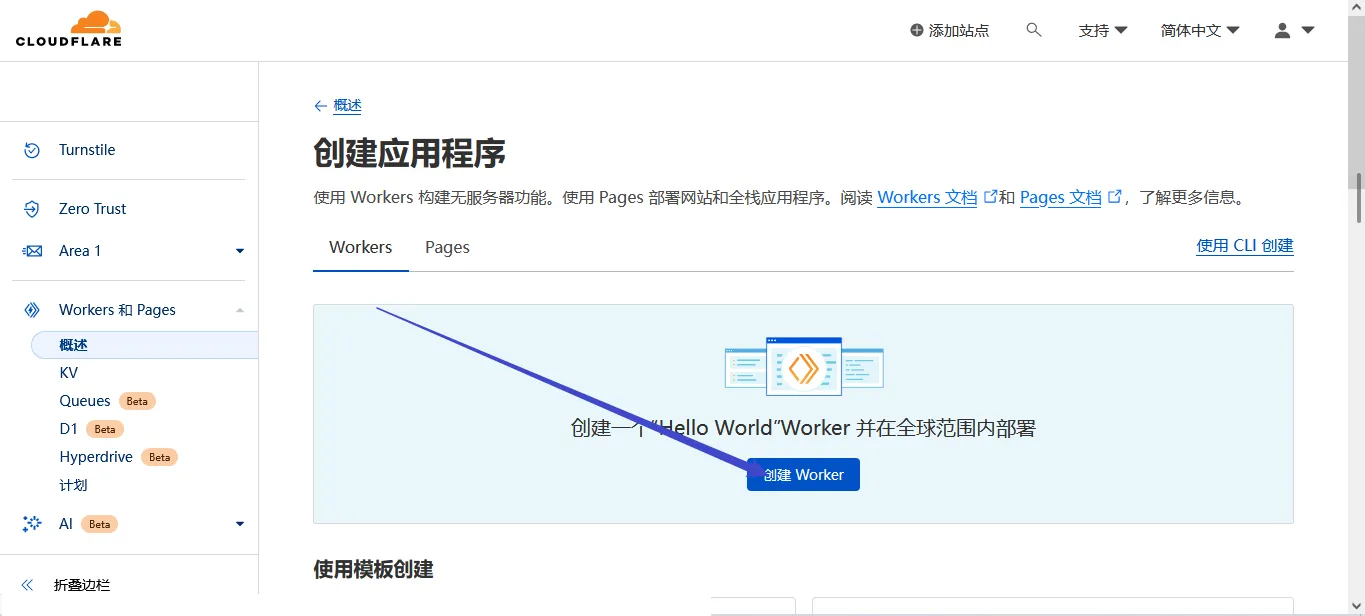 CLOUDFLARE
添加站点
支持
简体中文
Turnstile
Zero Trust
Area 1
Workers 和 Pages
概述
KV
Queues Beta
D1 Beta
Hyperdrive Beta
计划
AI Beta
折叠边栏
← 概述
创建应用程序
使用 Workers 构建无服务器功能。使用 Pages 部署网站和全栈应用程序。阅读 Workers 文档 和 Pages 文档 ，了解更多信息。
Workers Pages
使用 CLI 创建
创建一个“Hello World”Worker 并在全球范围内部署
创建 Worker
使用模板创建